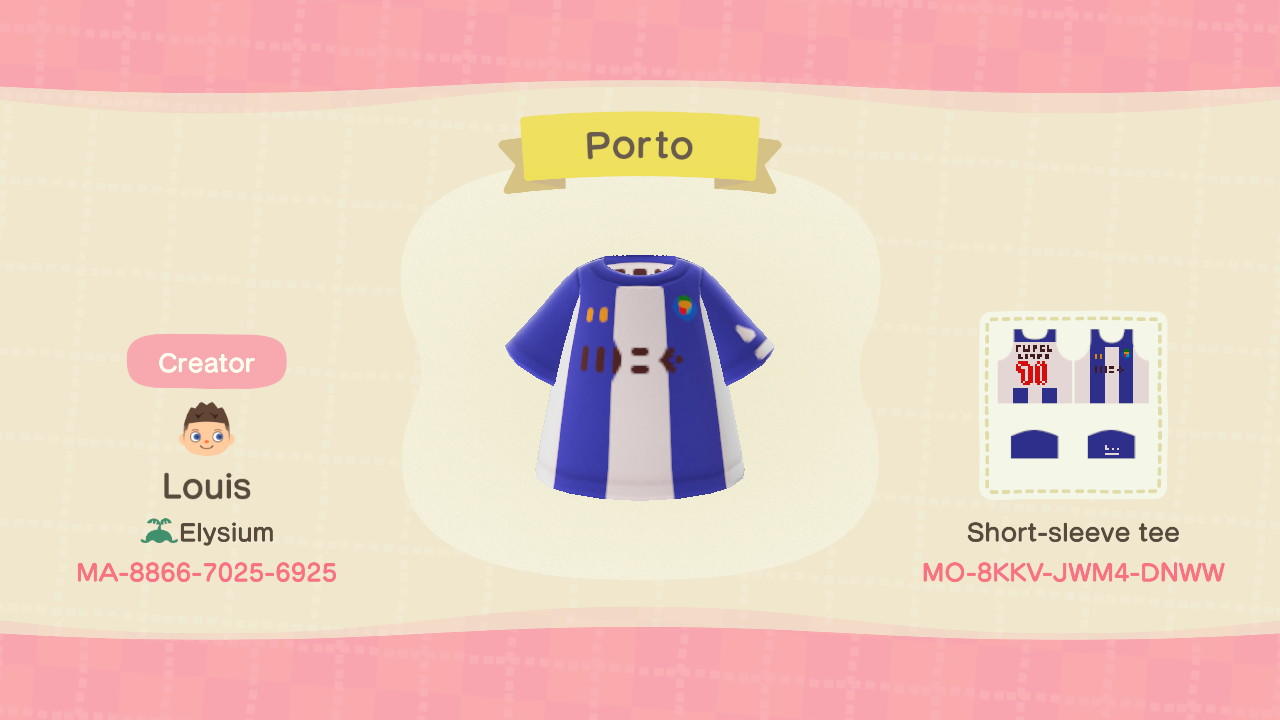 Porto
Creator
Louis
Elysium
MA-8866-7025-6925
Short-sleeve tee
MO-8KKV-JWM4-DNWW